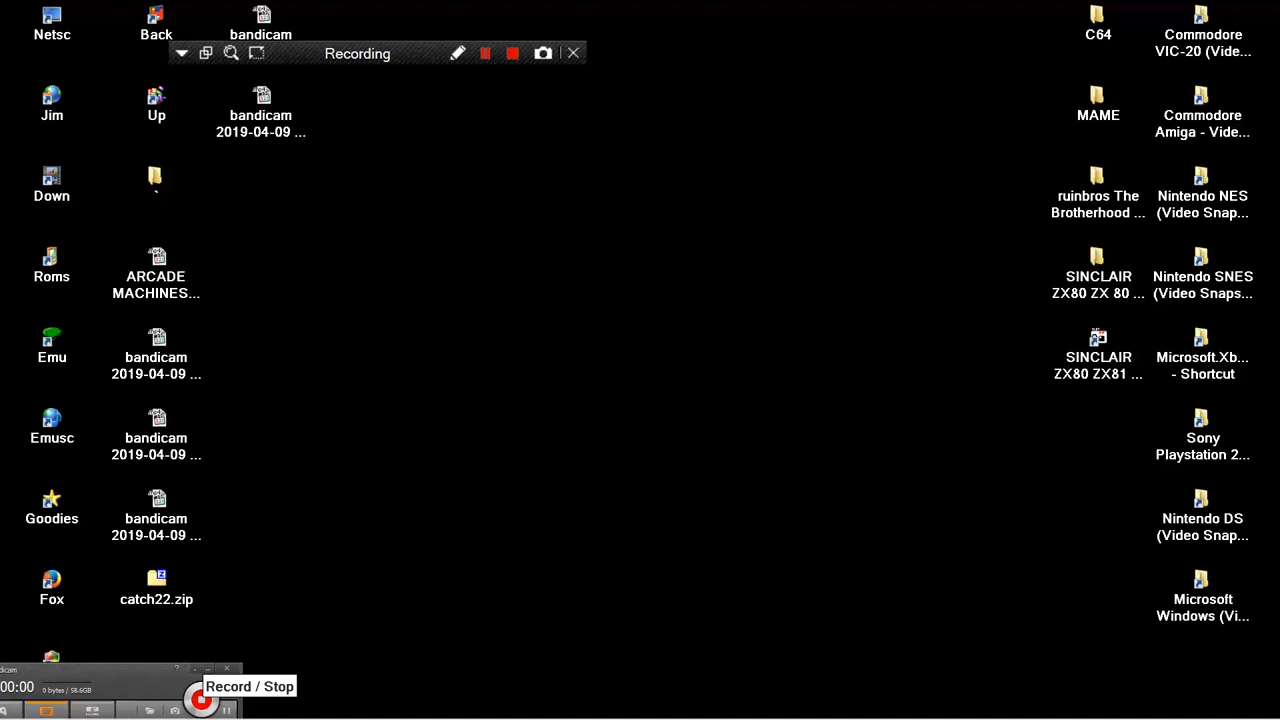 Netsc
Back
bandicam
Recording
Jim
Up
bandicam
2019-04-09 ...
Down
`
Roms
ARCADE
MACHINES...
Emu
bandicam
2019-04-09 ...
Emusc
bandicam
2019-04-09 ...
Goodies
bandicam
2019-04-09 ...
Fox
catch22.zip
C64
Commodore
VIC-20 (Vide...
MAME
Commodore
Amiga - Vide...
ruinbros The
Brotherhood ...
Nintendo NES
(Video Snap...
SINCLAIR
ZX80 ZX 80 ...
Nintendo SNES
(Video Snaps...
SINCLAIR
ZX80 ZX81 ...
Microsoft.Xb...
- Shortcut
Sony
Playstation 2...
Nintendo DS
(Video Snap...
Microsoft
Windows (Vi...
dicam
00:00
0 bytes / 58.6GB
Record / Stop